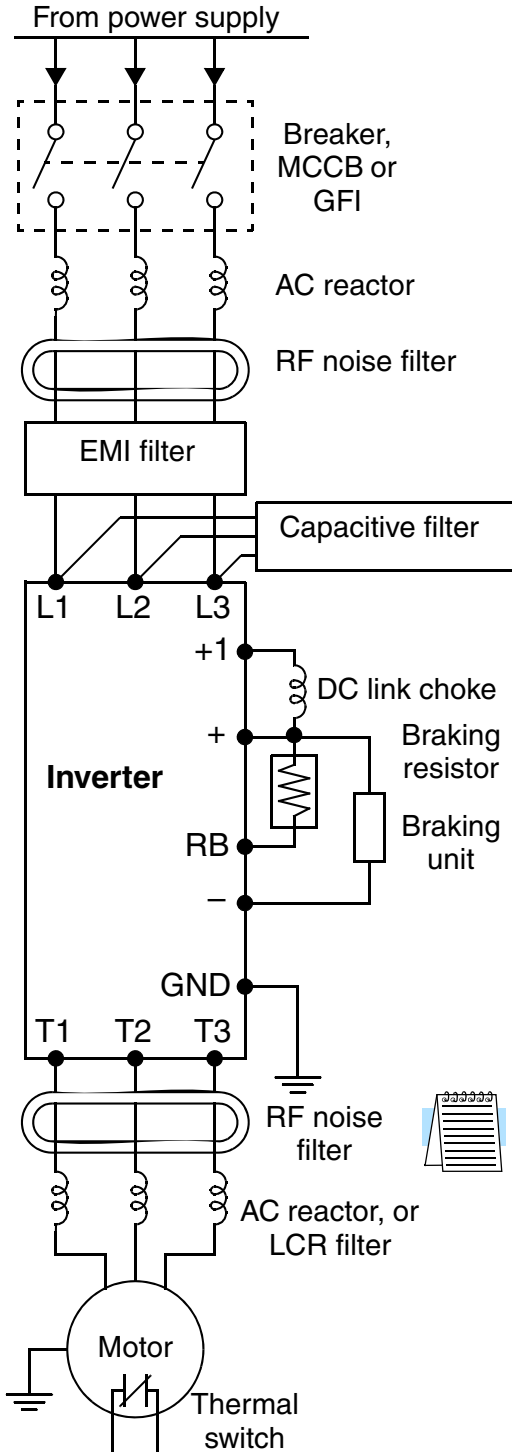 From power supply
Breaker,
MCCB or
GFI
AC reactor
RF noise filter
EMI filter
Capacitive filter
L1 L2 L3
+1
DC link choke
+
Braking
resistor
Inverter
Braking
unit
RB
–
GND
T1 T2 T3
RF noise
filter
AC reactor, or
LCR filter
Motor
Thermal
switch